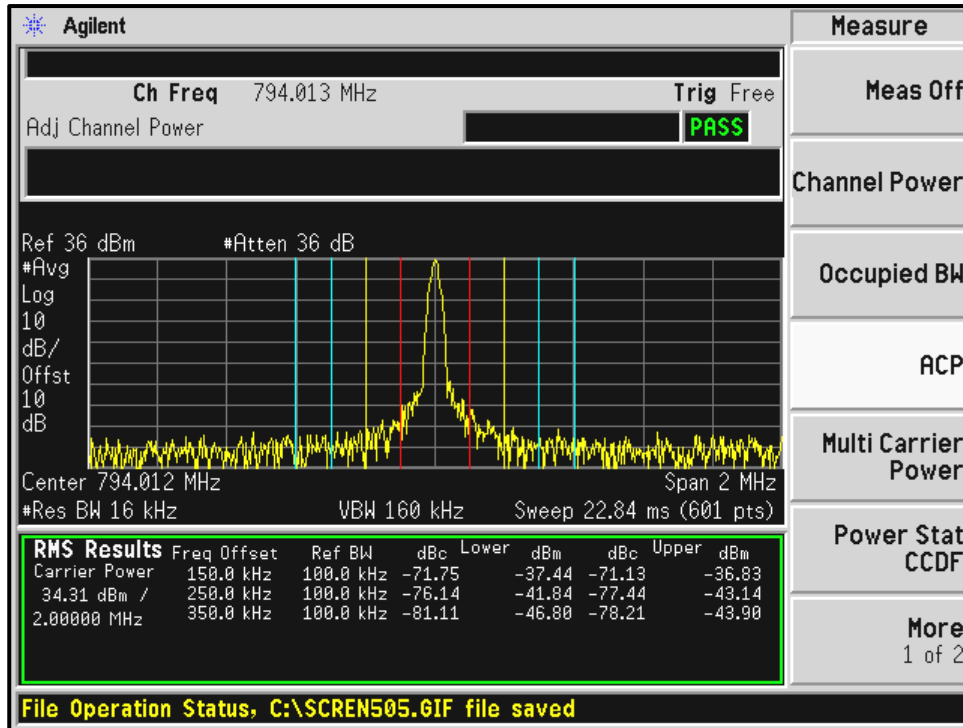 Agilent
Measure
Ch Freq 794.013 MHz Trig Free
Meas Off
Adj Channel Power PASS
Channel Power
Ref 36 dBm #Atten 36 dB
#Avg
Log
10
dB/
Offst
10
dB
Occupied BW
ACP
Multi Carrier
Power
Center 794.012 MHz Span 2 MHz
#Res BW 16 kHz VBW 160 kHz Sweep 22.84 ms (601 pts)
Power Stat
CCDF
RMS Results Freq Offset Ref BW dBc Lower dBm dBc Upper dBm
Carrier Power 150.0 kHz 100.0 kHz -71.75 -37.44 -71.13 -36.83
34.31 dBm / 250.0 kHz 100.0 kHz -76.14 -41.84 -77.44 -43.14
2.00000 MHz 350.0 kHz 100.0 kHz -81.11 -46.80 -78.21 -43.90
More
1 of 2
File Operation Status, C:\SCREN505.GIF file saved